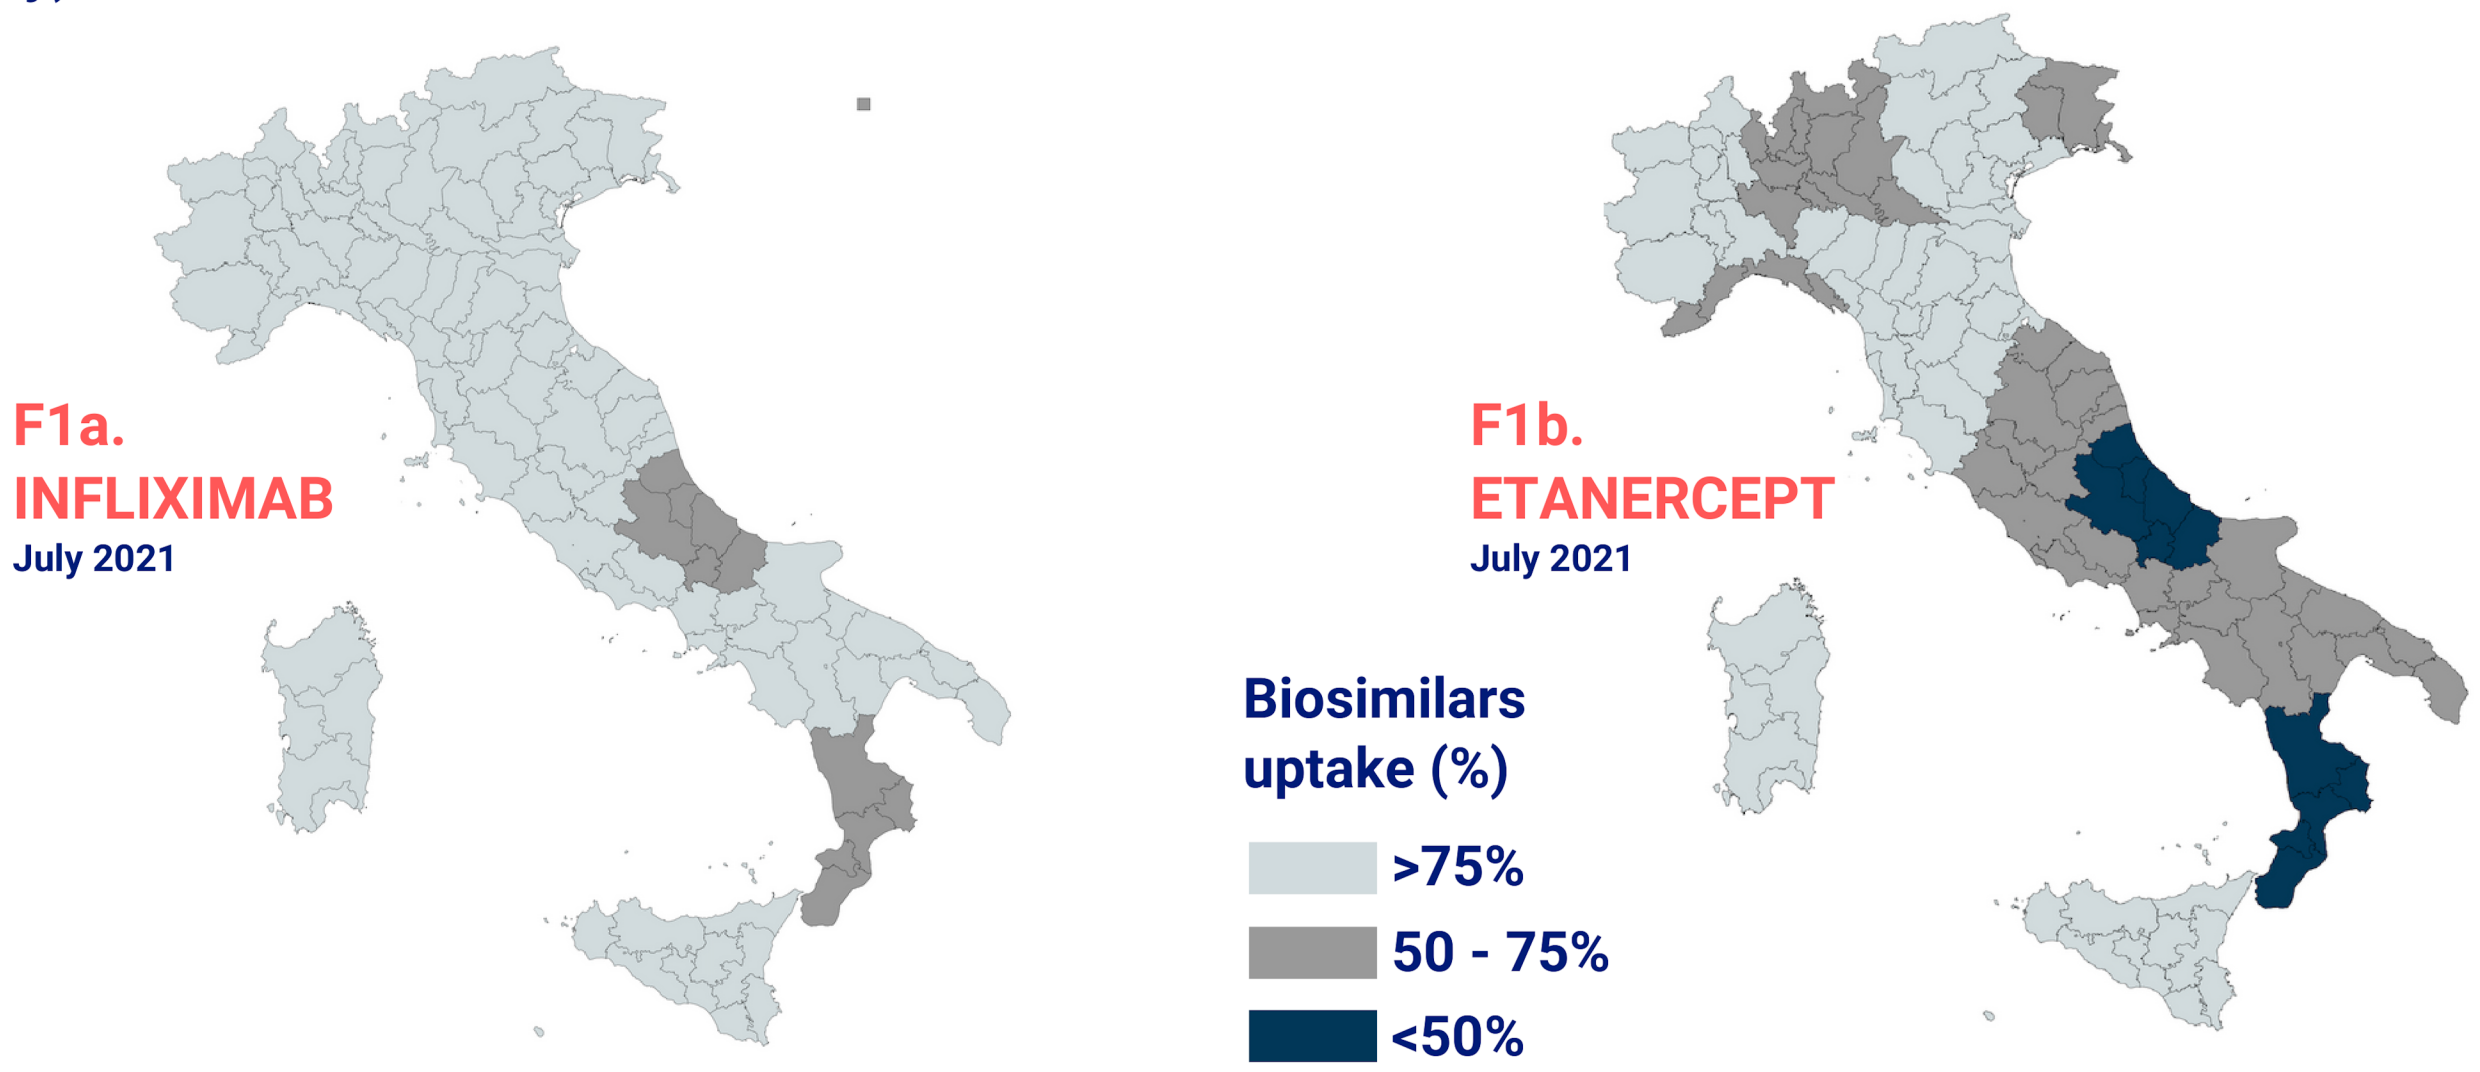 F1a.
INFLIXIMAB
July 2021
F1b.
ETANERCEPT
July 2021
Biosimilars
uptake (%)
>75%
50 - 75%
<50%